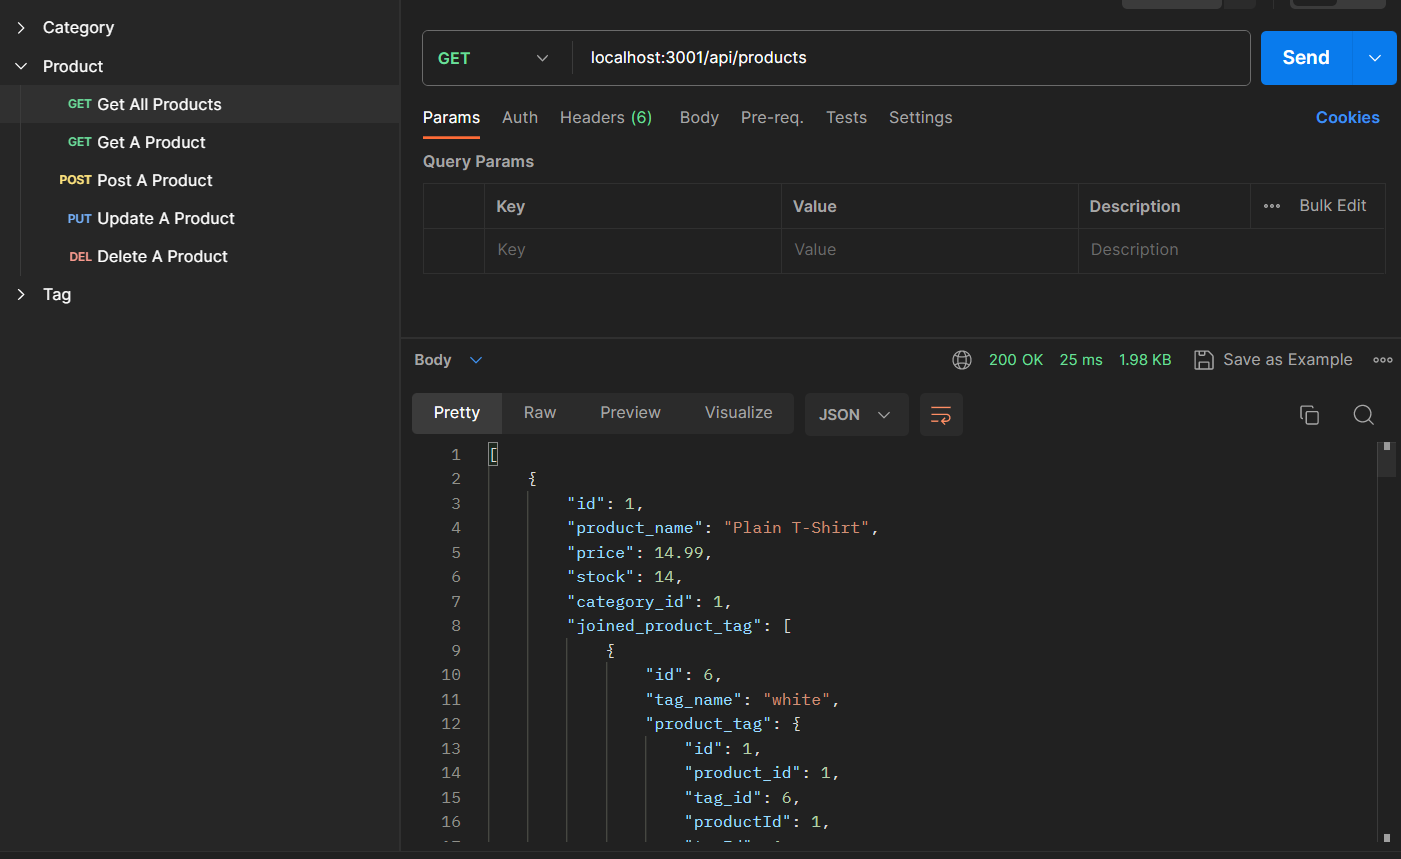 Category
Product
GET Get All Products
GET Get A Product
POST Post A Product
PUT Update A Product
DEL Delete A Product
Tag
GET localhost:3001/api/products Send
Params Auth Headers (6) Body Pre-req. Tests Settings Cookies
Query Params
Key Value Description Bulk Edit
Key Value Description
Body 200 OK 25 ms 1.98 KB Save as Example
Pretty Raw Preview Visualize JSON
1 [
2 {
3 "id": 1,
4 "product_name": "Plain T-Shirt",
5 "price": 14.99,
6 "stock": 14,
7 "category_id": 1,
8 "joined_product_tag": [
9 {
10 "id": 6,
11 "tag_name": "white",
12 "product_tag": {
13 "id": 1,
14 "product_id": 1,
15 "tag_id": 6,
16 "productId": 1,